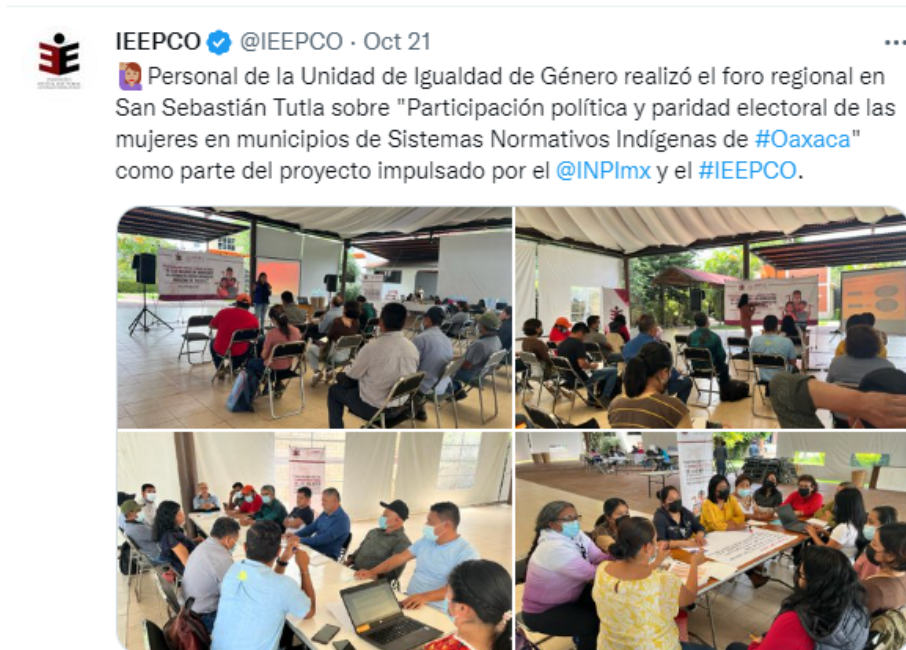 IEEPCO @IEEPCO · Oct 21
Personal de la Unidad de Igualdad de Género realizó el foro regional en
San Sebastián Tutla sobre "Participación política y paridad electoral de las
mujeres en municipios de Sistemas Normativos Indígenas de #Oaxaca"
como parte del proyecto impulsado por el @INPImx y el #IEEPCO.